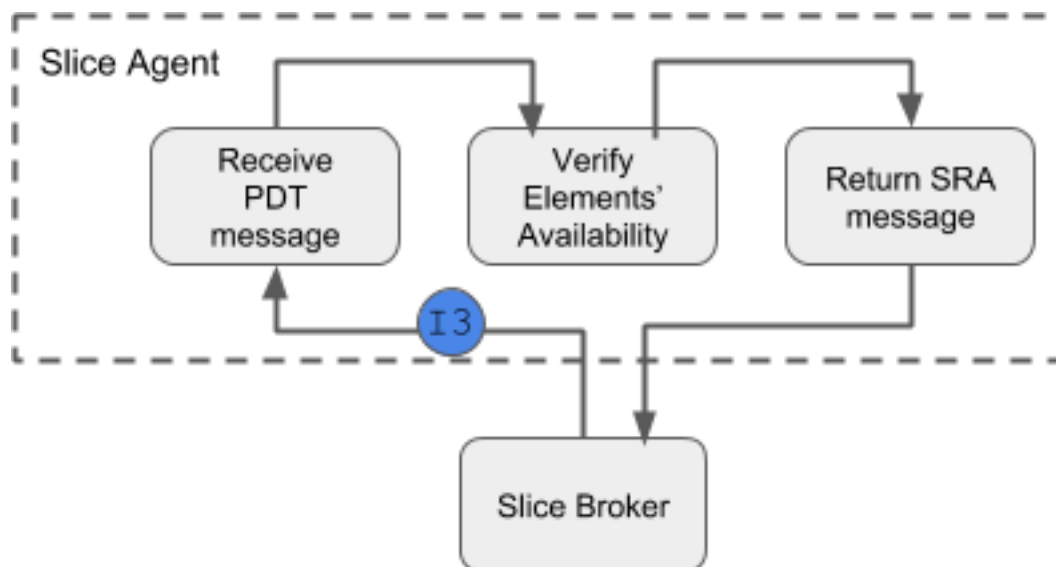 Slice Agent
Receive
PDT
message
Verify
Elements’
Availability
Return SRA
message
I3
Slice Broker